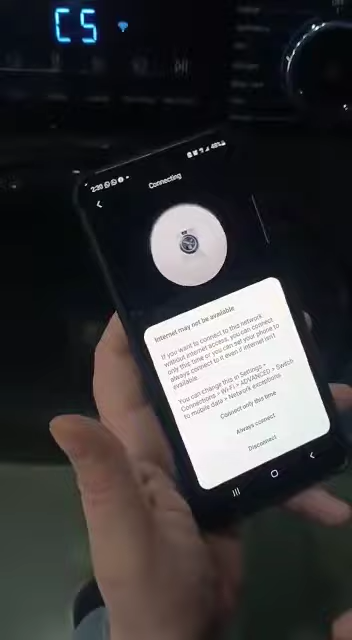 CS
2:39
46%
Connecting
Internet may not be available
If you want to connect to this network
without internet access, you can connect
only this time or you can set your phone to
always connect to it even if internet isn't
available.
You can change this in Settings >
Connections > Wi-Fi > ADVANCED > Switch
to mobile data > Network exceptions
Connect only this time
Always connect
Disconnect